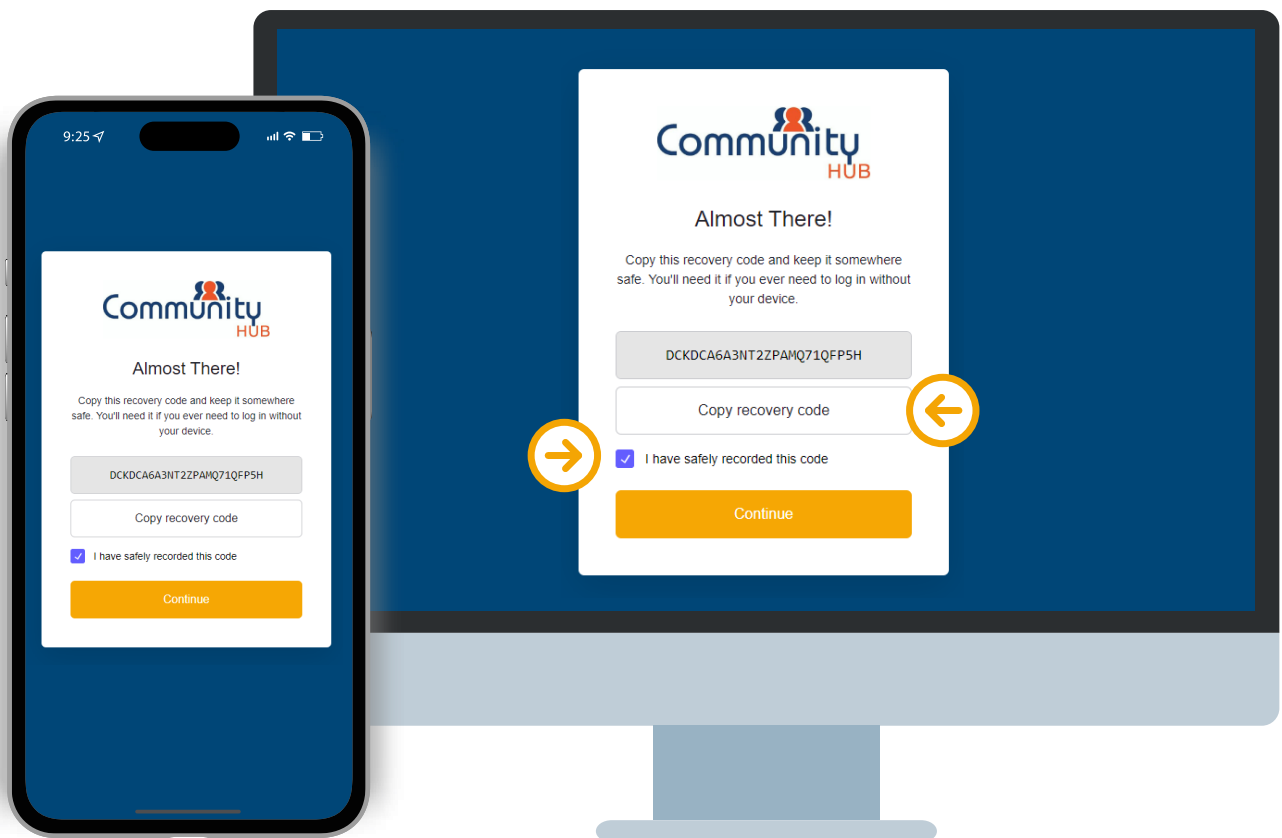 9:25
Community
HUB
Almost There!
Copy this recovery code and keep it somewhere
safe. You'll need it if you ever need to log in without
your device.
DCKDCA6A3NT2ZPAMQ71QFP5H
Copy recovery code
I have safely recorded this code
Continue
Community
HUB
Almost There!
Copy this recovery code and keep it somewhere
safe. You'll need it if you ever need to log in without
your device.
DCKDCA6A3NT2ZPAMQ71QFP5H
Copy recovery code
I have safely recorded this code
Continue